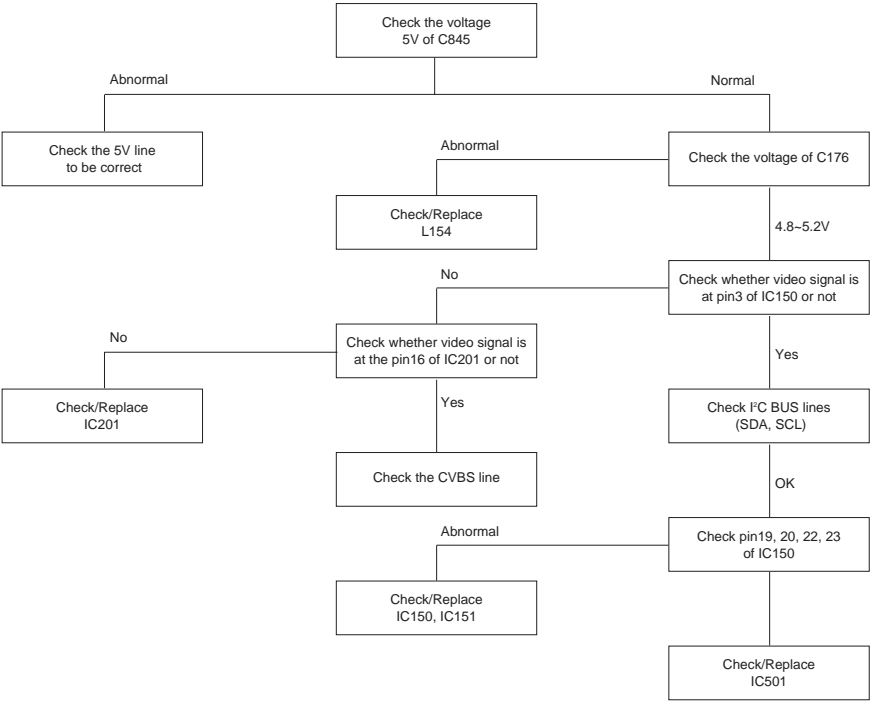 Check the voltage
5V of C845
Abnormal
Normal
Check the 5V line
to be correct
Abnormal
Check the voltage of C176
Check/Replace
L154
4.8~5.2V
No
Check whether video signal is
at pin3 of IC150 or not
No
Check whether video signal is
at the pin16 of IC201 or not
Yes
Check/Replace
IC201
Yes
Check I²C BUS lines
(SDA, SCL)
Check the CVBS line
OK
Abnormal
Check pin19, 20, 22, 23
of IC150
Check/Replace
IC150, IC151
Check/Replace
IC501